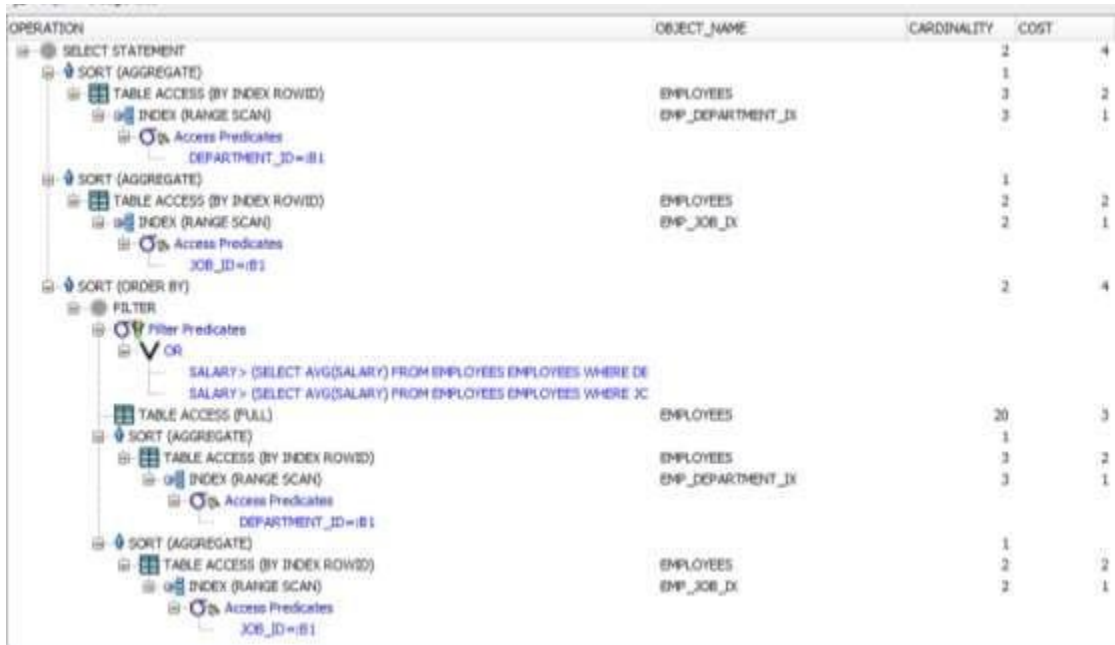 OPERATION OBJECT_NAME CARDINALITY COST
SELECT STATEMENT 2 4
SORT (AGGREGATE) 1
TABLE ACCESS (BY INDEX ROWID) EMPLOYEES 3 2
INDEX (RANGE SCAN) EMP_DEPARTMENT_IX 3 1
Access Predicates
DEPARTMENT_ID=:B1
SORT (AGGREGATE) 1
TABLE ACCESS (BY INDEX ROWID) EMPLOYEES 2 2
INDEX (RANGE SCAN) EMP_JOB_IX 2 1
Access Predicates
JOB_ID=:B1
SORT (ORDER BY) 2 4
FILTER
Filter Predicates
OR
SALARY> (SELECT AVG(SALARY) FROM EMPLOYEES EMPLOYEES WHERE DE
SALARY> (SELECT AVG(SALARY) FROM EMPLOYEES EMPLOYEES WHERE JC
TABLE ACCESS (FULL) EMPLOYEES 20 3
SORT (AGGREGATE) 1
TABLE ACCESS (BY INDEX ROWID) EMPLOYEES 3 2
INDEX (RANGE SCAN) EMP_DEPARTMENT_IX 3 1
Access Predicates
DEPARTMENT_ID=:B1
SORT (AGGREGATE) 1
TABLE ACCESS (BY INDEX ROWID) EMPLOYEES 2 2
INDEX (RANGE SCAN) EMP_JOB_IX 2 1
Access Predicates
JOB_ID=:B1